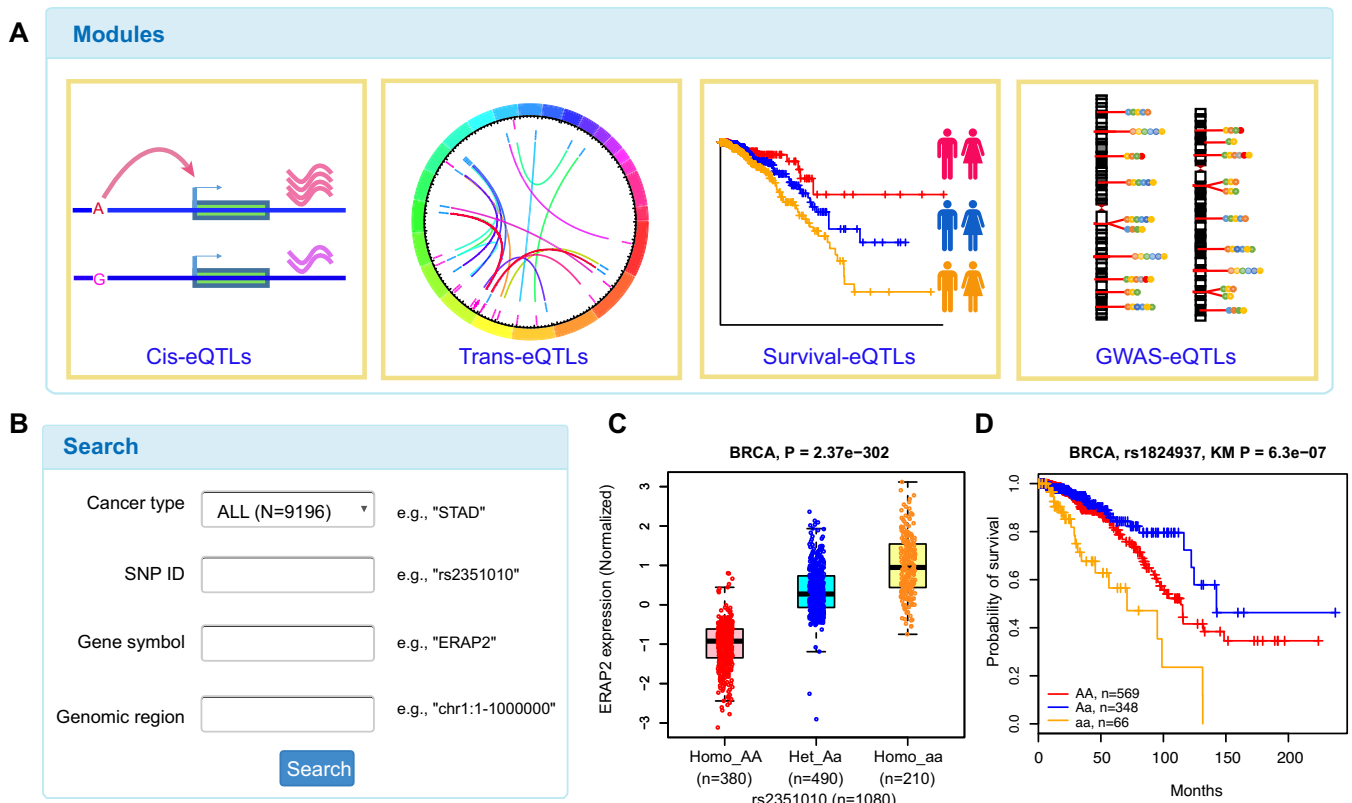 A
Modules
A
G
Cis-eQTLs
Trans-eQTLs
Survival-eQTLs
GWAS-eQTLs
B
Search
Cancer type
ALL (N=9196)
e.g., "STAD"
SNP ID
e.g., "rs2351010"
Gene symbol
e.g., "ERAP2"
Genomic region
e.g., "chr1:1-1000000"
Search
C
BRCA, P = 2.37e−302
ERAP2 expression (Normalized)
3
2
1
0
−1
−2
−3
Homo_AA Het_Aa Homo_aa
(n=380) (n=490) (n=210)
rs2351010 (n=1080)
D
BRCA, rs1824937, KM P = 6.3e−07
Probability of survival
1.0
0.8
0.6
0.4
0.2
0.0
AA, n=569
Aa, n=348
aa, n=66
0 50 100 150 200
Months